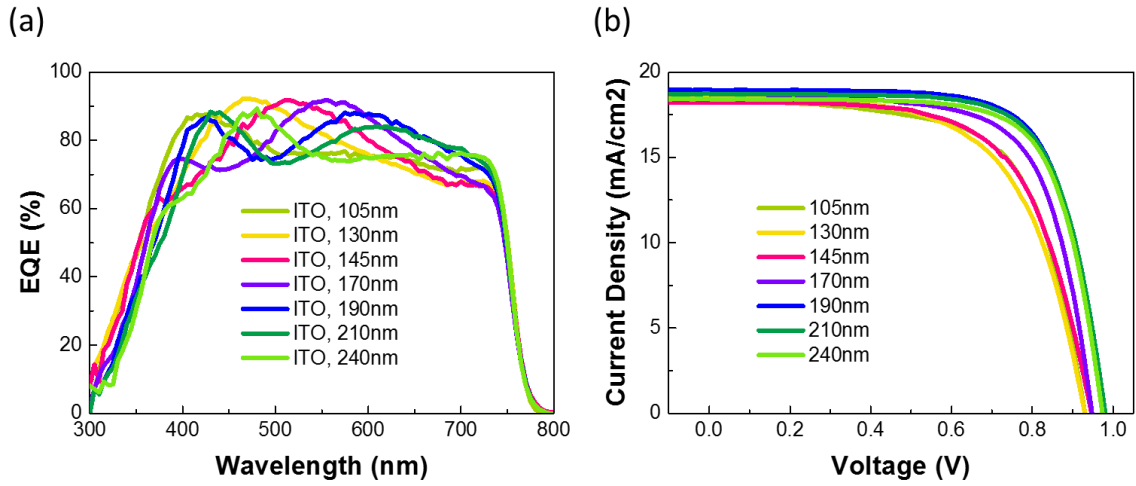 (a)
(b)
EQE (%)
100
80
60
40
20
0
ITO, 105nm
ITO, 130nm
ITO, 145nm
ITO, 170nm
ITO, 190nm
ITO, 210nm
ITO, 240nm
300
400
500
600
700
800
Wavelength (nm)
Current Density (mA/cm2)
20
15
10
5
0
105nm
130nm
145nm
170nm
190nm
210nm
240nm
0.0
0.2
0.4
0.6
0.8
1.0
Voltage (V)